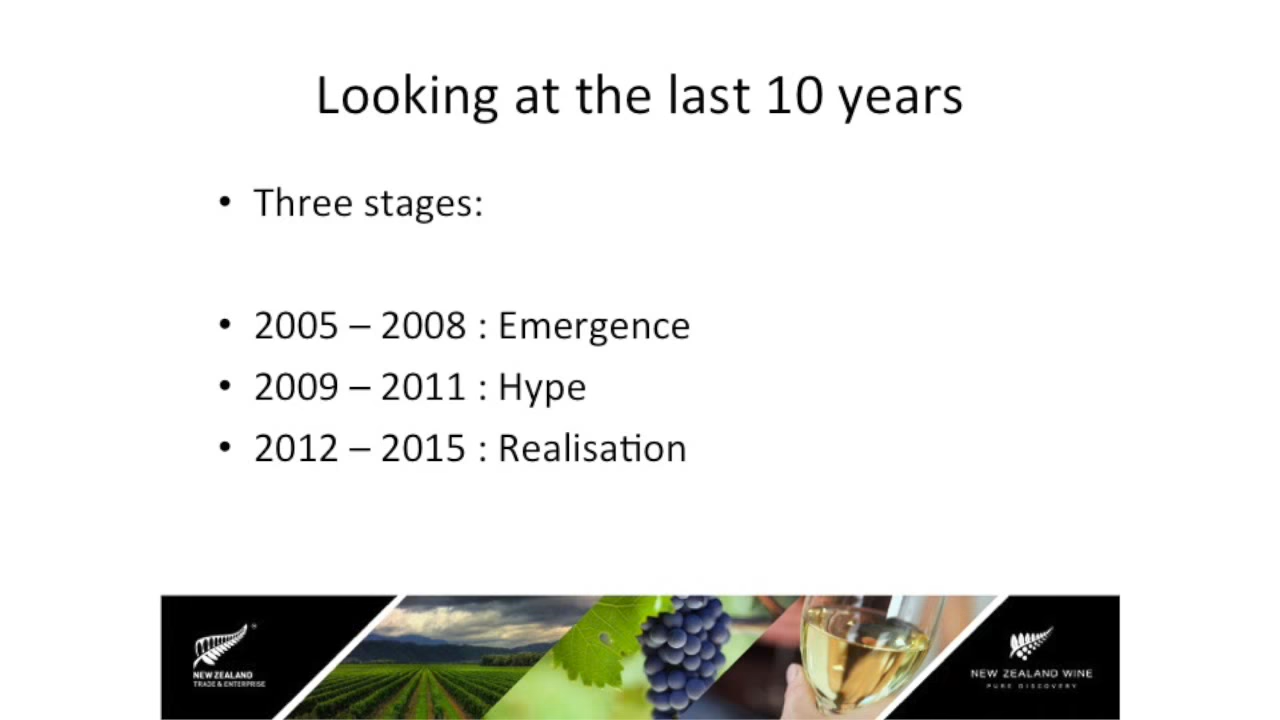 Looking at the last 10 years
• Three stages:
• 2005 – 2008 : Emergence
• 2009 – 2011 : Hype
• 2012 – 2015 : Realisation
NEW ZEALAND
TRADE & ENTERPRISE
NEW ZEALAND WINE
PURE DISCOVERY